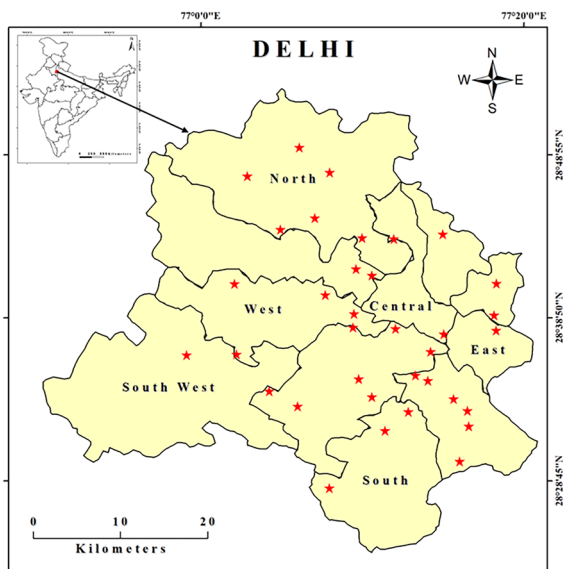 77°0'0"E
77°20'0"E
DELHI
N
W E
S
28°48'55"N
North
West
Central
28°38'50"N
East
South West
South
28°28'45"N
0 10 20
Kilometers